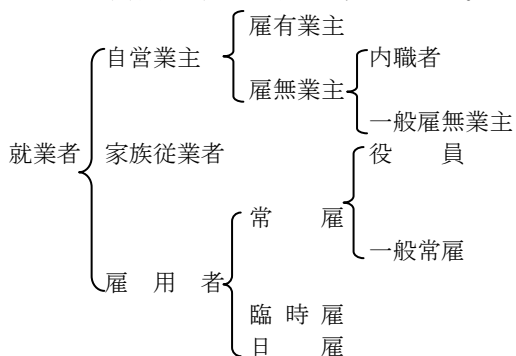 雇有業主
自営業主
内職者
雇無業主
一般雇無業主
就業者 家族従業者
役　員
常　雇
一般常雇
雇用者
臨時雇
日　雇